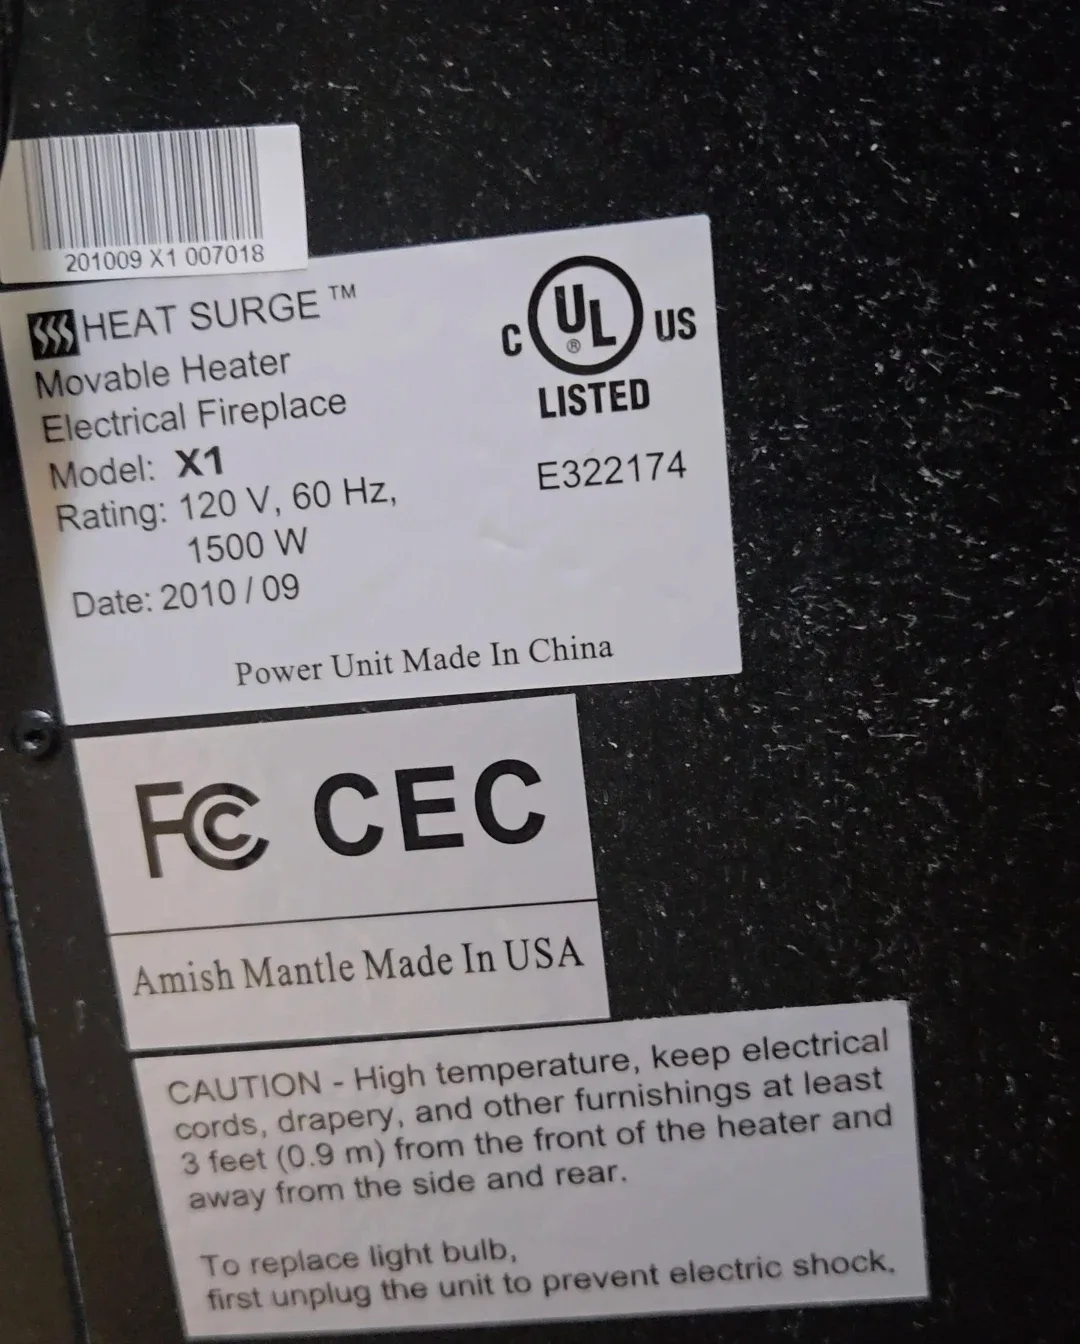 201009 X1 007018
HEAT SURGE ™
Movable Heater
Electrical Fireplace
Model: X1
Rating: 120 V, 60 Hz,
1500 W
Date: 2010 / 09
C UL US
®
LISTED
E322174
Power Unit Made In China
FC CEC
Amish Mantle Made In USA
CAUTION - High temperature, keep electrical
cords, drapery, and other furnishings at least
3 feet (0.9 m) from the front of the heater and
away from the side and rear.
To replace light bulb,
first unplug the unit to prevent electric shock.